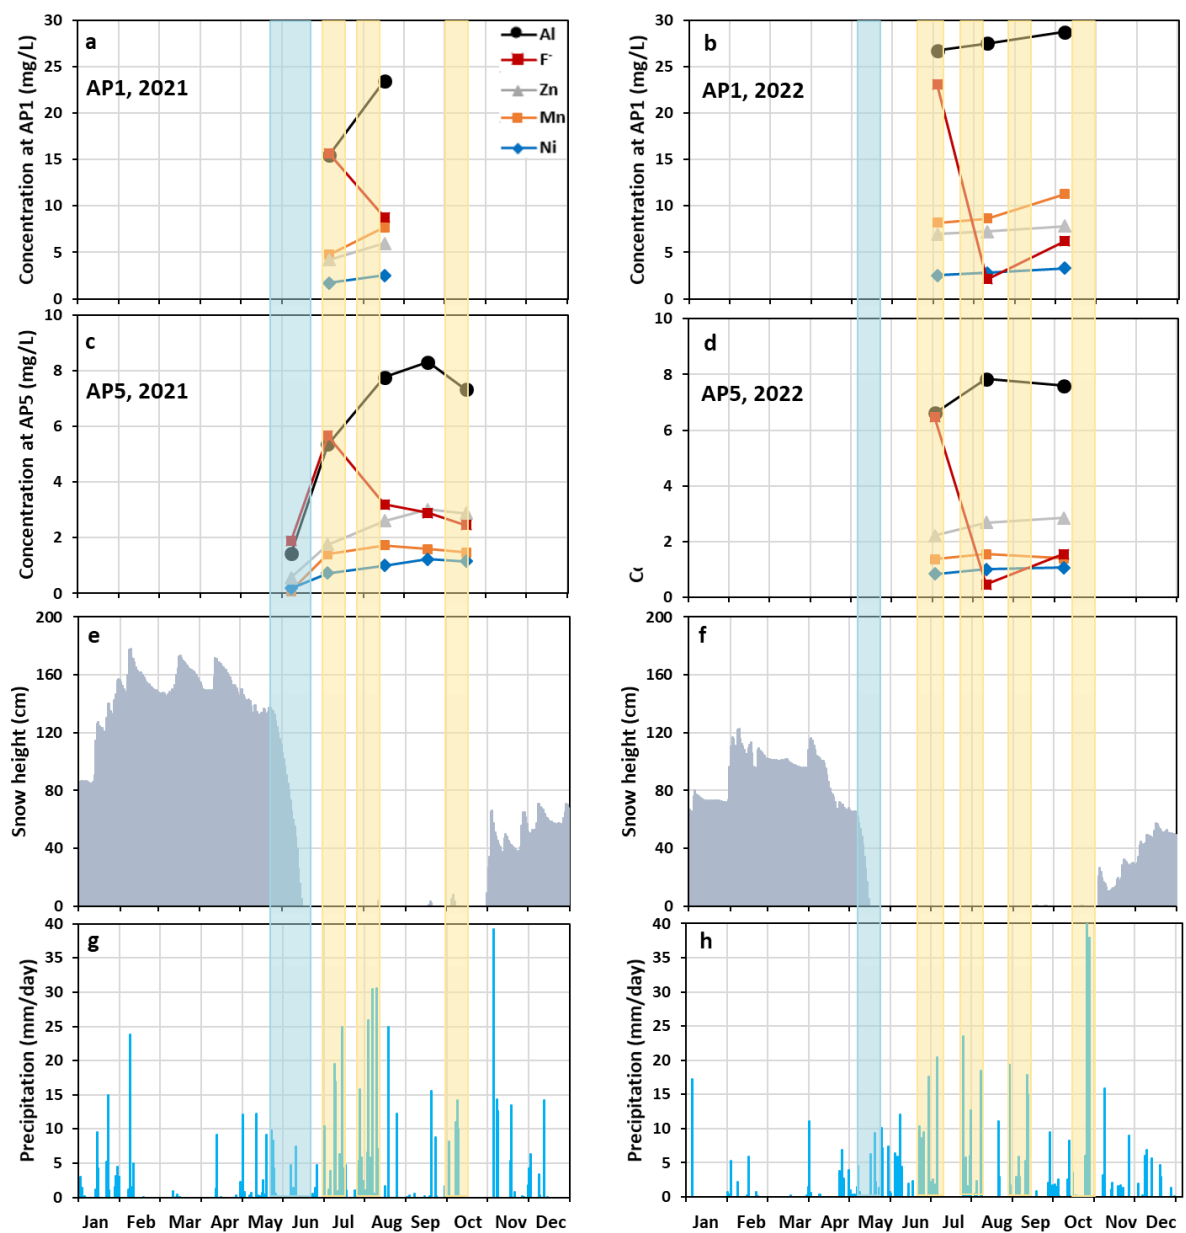 a
AP1, 2021
Al
F-
Zn
Mn
Ni
Concentration at AP1 (mg/L)
30
25
20
15
10
5
0
b
AP1, 2022
Concentration at AP1 (mg/L)
30
25
20
15
10
5
0
c
AP5, 2021
Concentration at AP5 (mg/L)
10
8
6
4
2
0
d
AP5, 2022
10
8
6
4
2
0
e
Snow height (cm)
200
160
120
80
40
0
f
Snow height (cm)
200
160
120
80
40
0
g
Precipitation (mm/day)
40
35
30
25
20
15
10
5
0
Jan Feb Mar Apr May Jun Jul Aug Sep Oct Nov Dec
h
Precipitation (mm/day)
40
35
30
25
20
15
10
5
0
Jan Feb Mar Apr May Jun Jul Aug Sep Oct Nov Dec